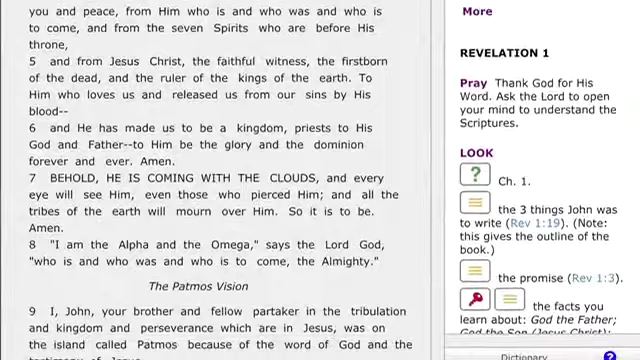 you and peace, from Him who is and who was and who is
to come, and from the seven Spirits who are before His
throne,
5 and from Jesus Christ, the faithful witness, the firstborn
of the dead, and the ruler of the kings of the earth. To
Him who loves us and released us from our sins by His
blood--
6 and He has made us to be a kingdom, priests to His
God and Father--to Him be the glory and the dominion
forever and ever. Amen.
7 BEHOLD, HE IS COMING WITH THE CLOUDS, and every
eye will see Him, even those who pierced Him; and all the
tribes of the earth will mourn over Him. So it is to be.
Amen.
8 "I am the Alpha and the Omega," says the Lord God,
"who is and who was and who is to come, the Almighty."
The Patmos Vision
9 I, John, your brother and fellow partaker in the tribulation
and kingdom and perseverance which are in Jesus, was on
the island called Patmos because of the word of God and the
testimony of Jesus
More
REVELATION 1
Pray Thank God for His
Word. Ask the Lord to open
your mind to understand the
Scriptures.
LOOK
? Ch. 1.
the 3 things John was
to write (Rev 1:19). (Note:
this gives the outline of the
book.)
the promise (Rev 1:3).
the facts you
learn about: God the Father;
God the Son (Jesus Christ);
Dictionary ?